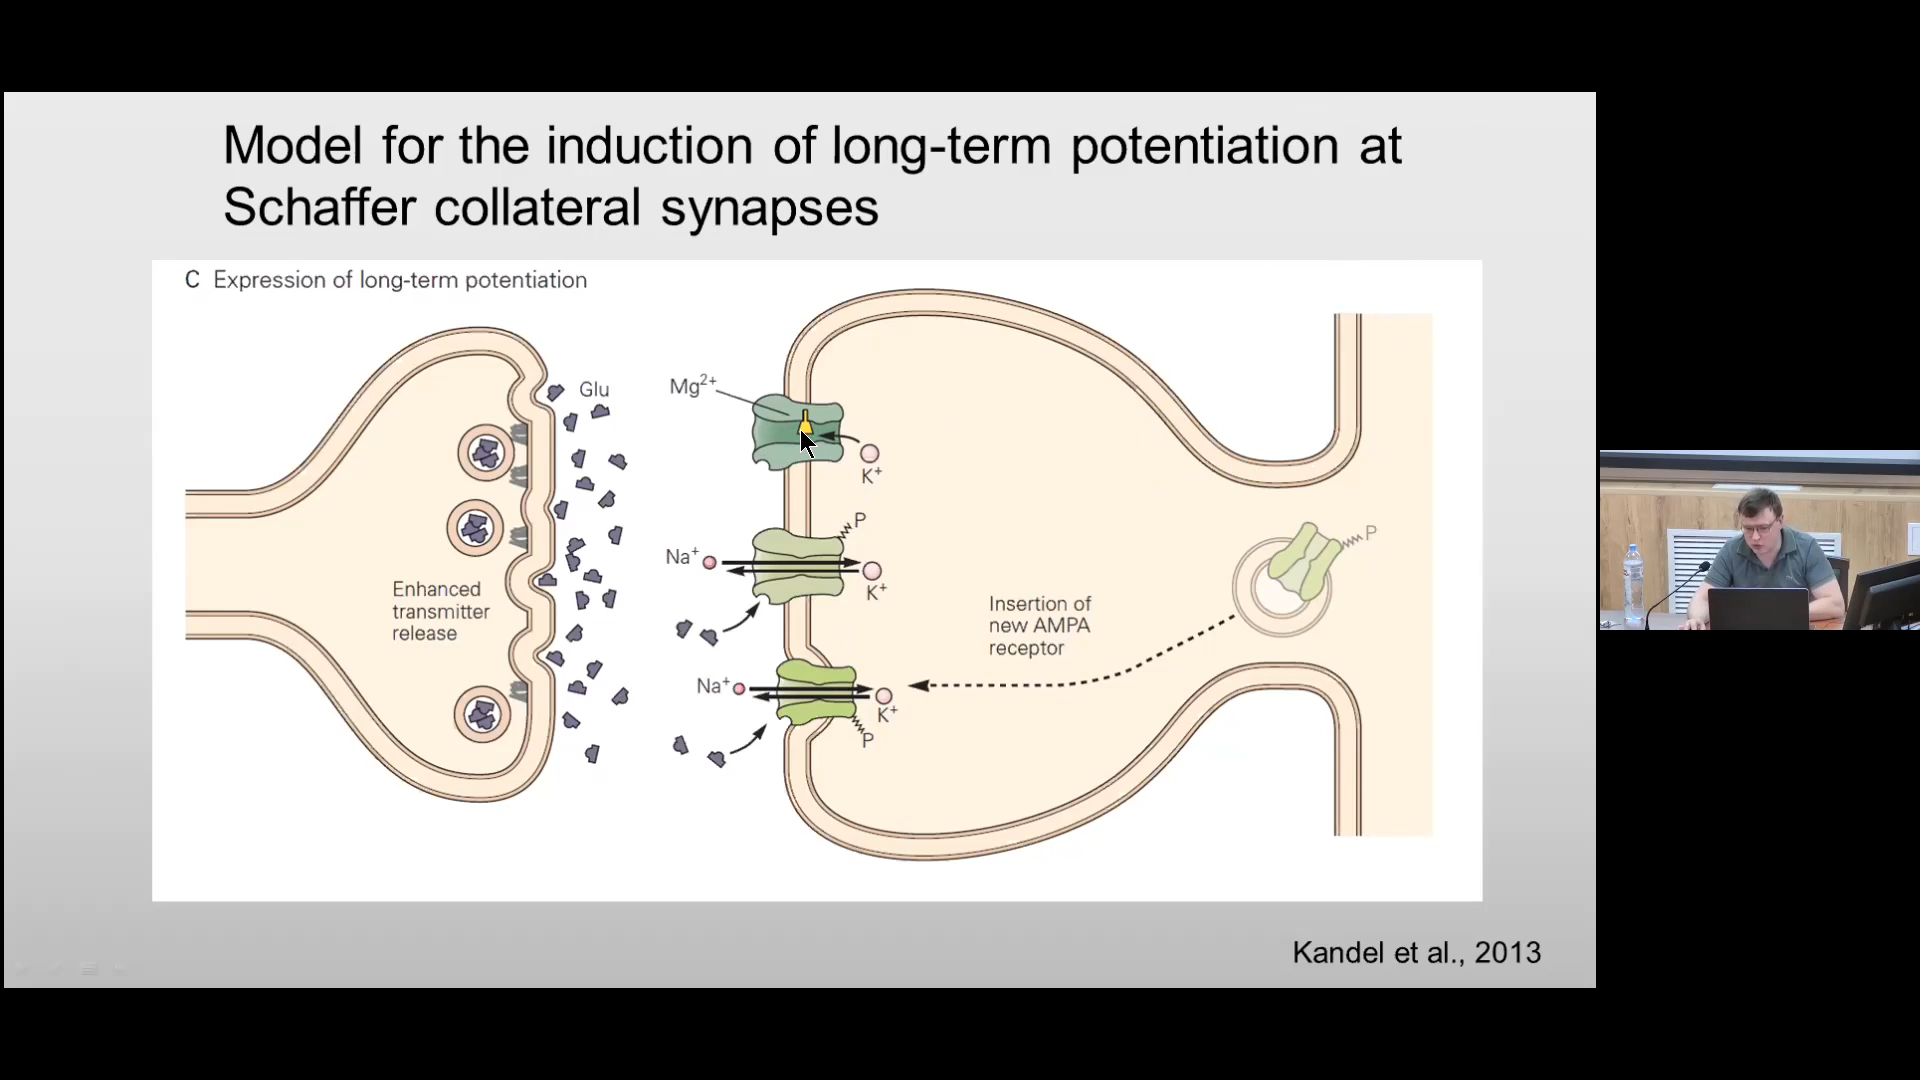 Model for the induction of long-term potentiation at
Schaffer collateral synapses
C Expression of long-term potentiation
Glu
Mg²⁺
K⁺
P
Na⁺
K⁺
P
Enhanced
transmitter
release
Insertion of
new AMPA
receptor
Na⁺
K⁺
P
Kandel et al., 2013